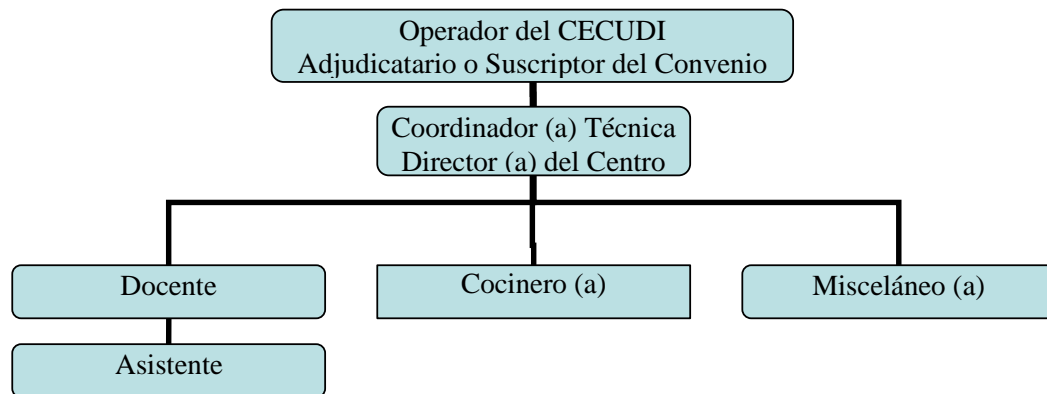 Operador del CECUDI
Adjudicatario o Suscriptor del Convenio
Coordinador (a) Técnica
Director (a) del Centro
Docente
Cocinero (a)
Misceláneo (a)
Asistente